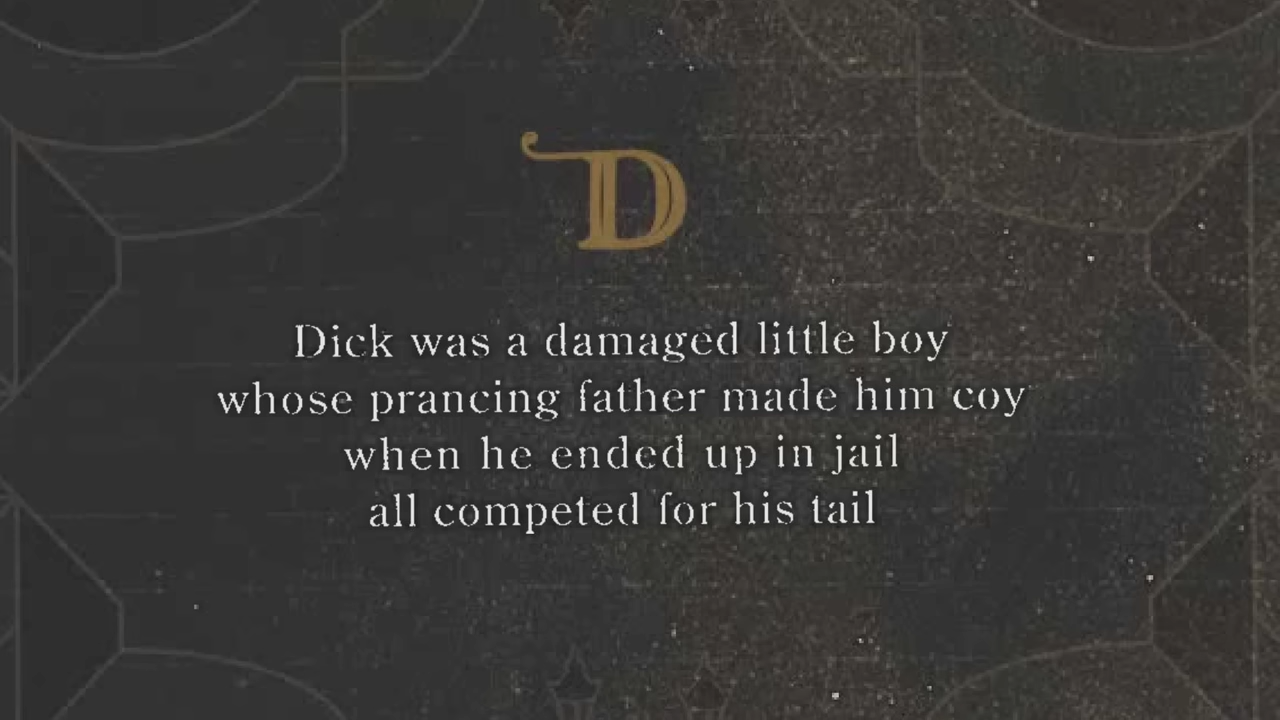 D
Dick was a damaged little boy
whose prancing father made him coy
when he ended up in jail
all competed for his tail